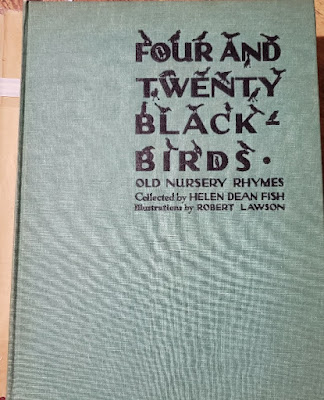 FOUR AND
TWENTY
BLACK-
BIRDS.
OLD NURSERY RHYMES
Collected by HELEN DEAN FISH
Illustrations by ROBERT LAWSON